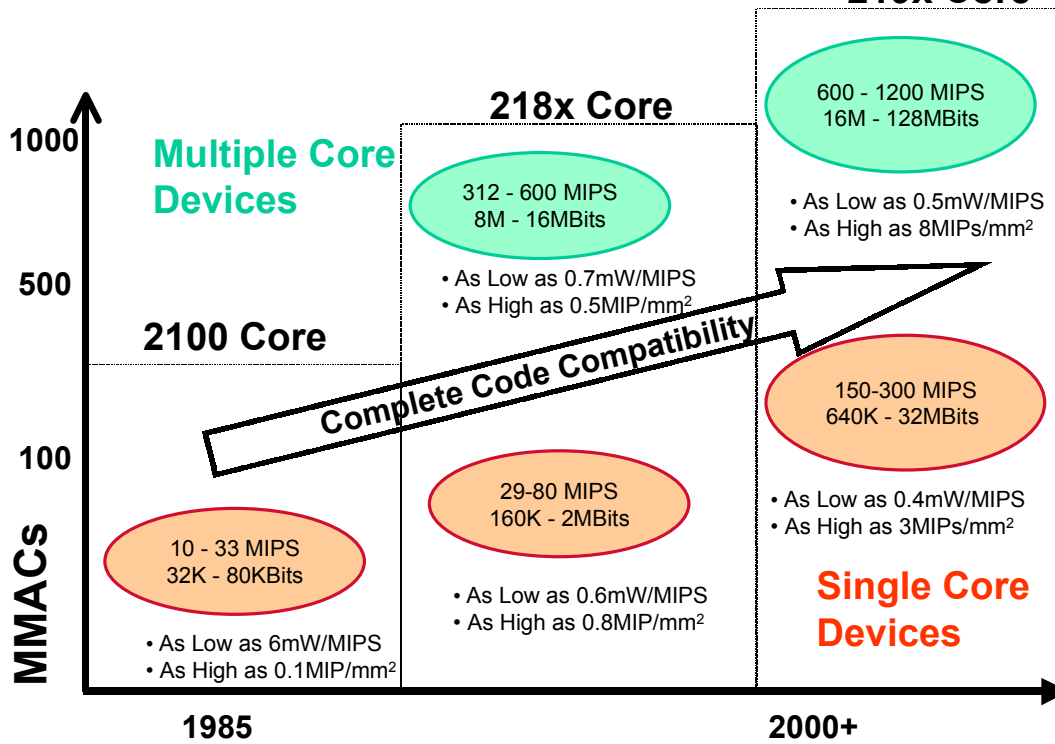 218x Core
1000
Multiple Core
Devices
312 - 600 MIPS
8M - 16MBits
• As Low as 0.7mW/MIPS
• As High as 0.5MIP/mm²
600 - 1200 MIPS
16M - 128MBits
• As Low as 0.5mW/MIPS
• As High as 8MIPs/mm²
500
2100 Core
Complete Code Compatibility
150-300 MIPS
640K - 32MBits
• As Low as 0.4mW/MIPS
• As High as 3MIPs/mm²
100
29-80 MIPS
160K - 2MBits
• As Low as 0.6mW/MIPS
• As High as 0.8MIP/mm²
10 - 33 MIPS
32K - 80KBits
• As Low as 6mW/MIPS
• As High as 0.1MIP/mm²
Single Core
Devices
MMACs
1985
2000+